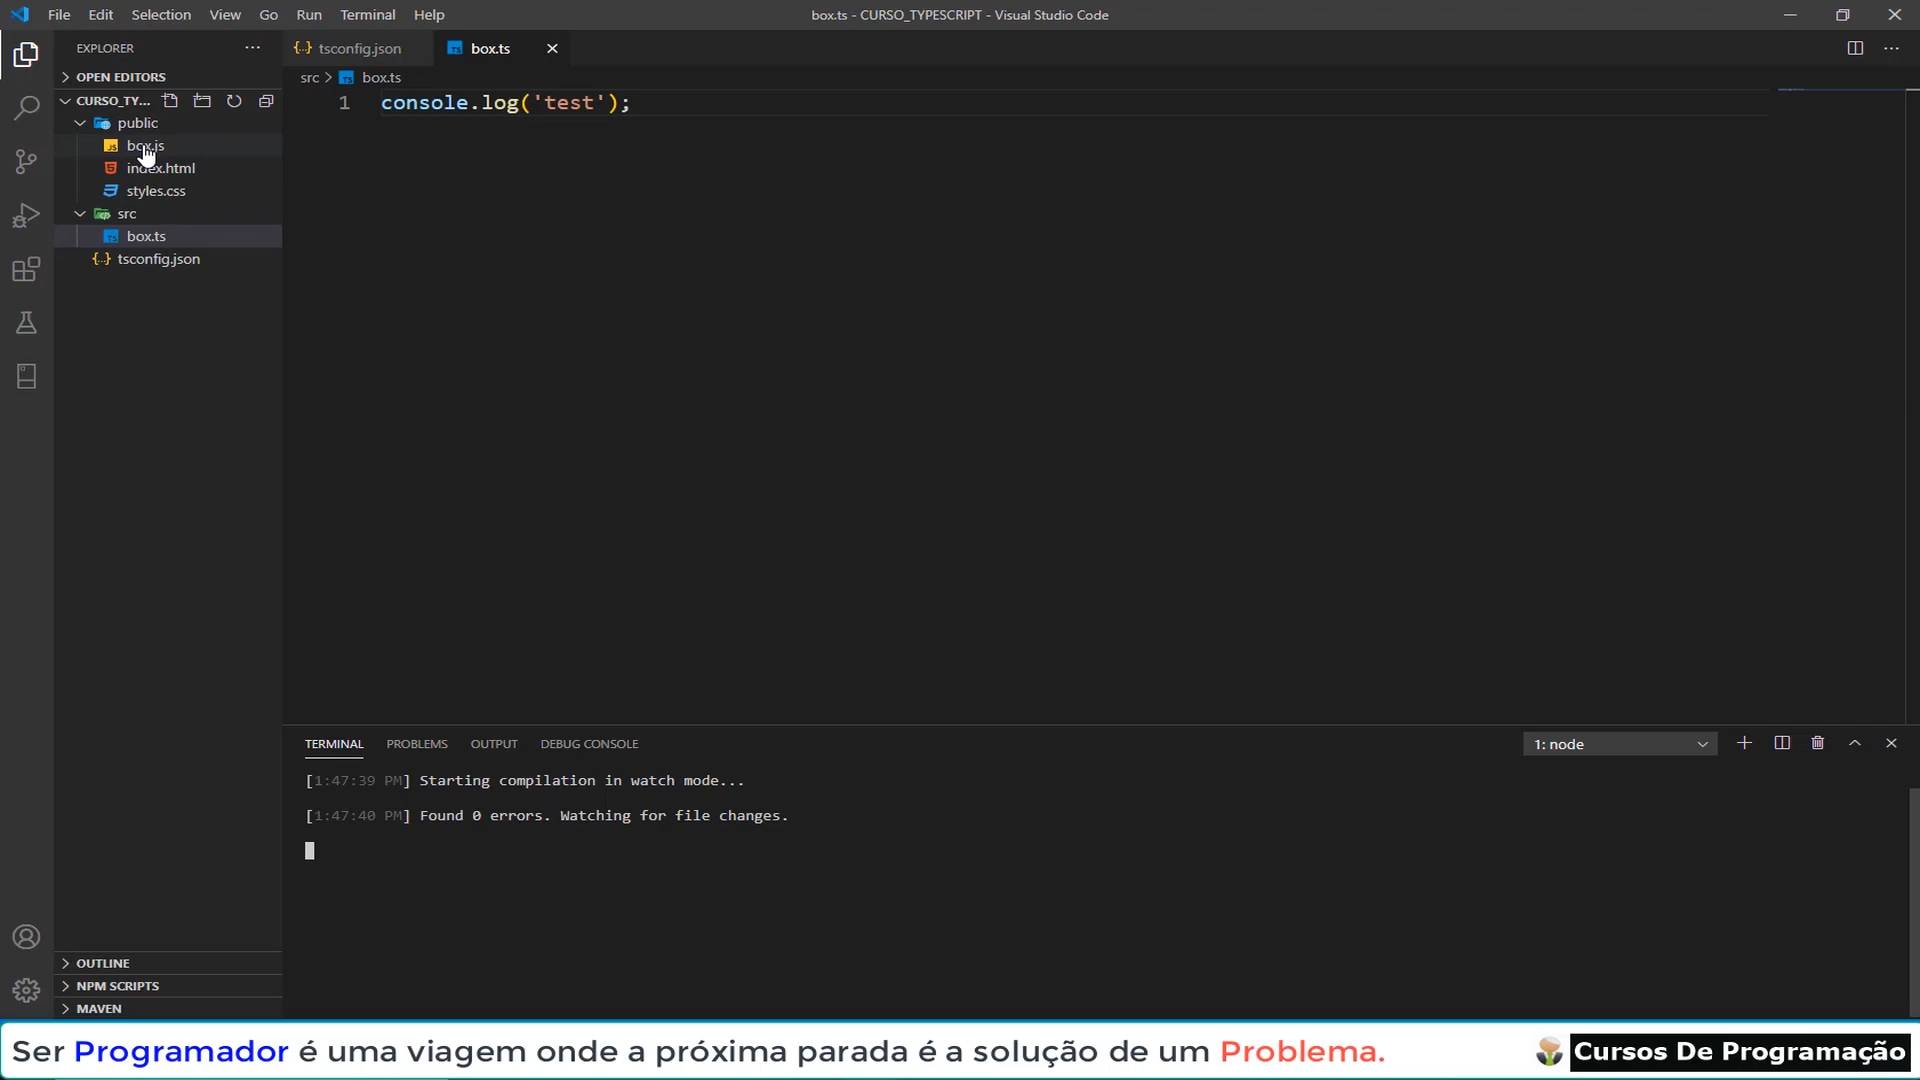 File Edit Selection View Go Run Terminal Help box.ts - CURSO_TYPESCRIPT - Visual Studio Code
EXPLORER
OPEN EDITORS
CURSO_TY...
public
box.js
index.html
styles.css
src
box.ts
tsconfig.json
OUTLINE
NPM SCRIPTS
MAVEN
tsconfig.json box.ts
src > box.ts
1 console.log('test');
TERMINAL PROBLEMS OUTPUT DEBUG CONSOLE 1: node
[1:47:39 PM] Starting compilation in watch mode...
[1:47:40 PM] Found 0 errors. Watching for file changes.
Ser Programador é uma viagem onde a próxima parada é a solução de um Problema. Cursos De Programação